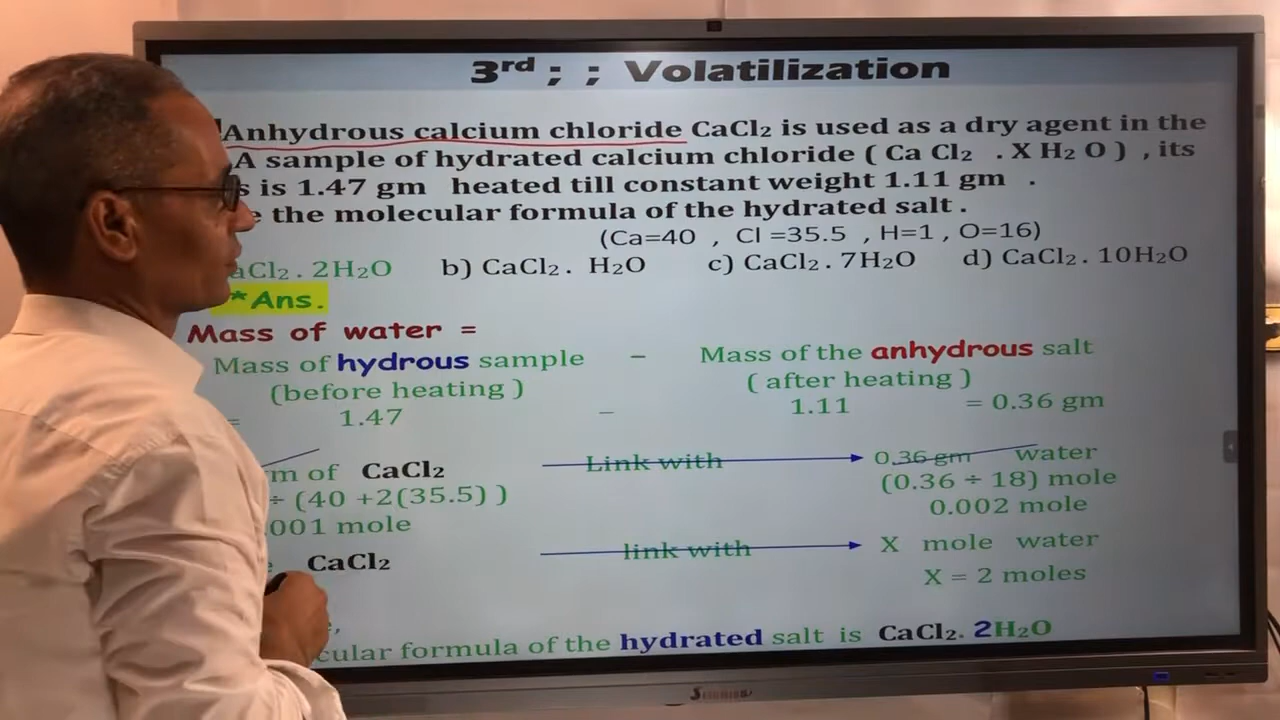 3rd ; ; Volatilization
Anhydrous calcium chloride CaCl2 is used as a dry agent in the
A sample of hydrated calcium chloride ( Ca Cl2 . X H2 O ) , its
s is 1.47 gm heated till constant weight 1.11 gm .
e the molecular formula of the hydrated salt .
(Ca=40 , Cl =35.5 , H=1 , O=16)
aCl2 . 2H2O b) CaCl2 . H2O c) CaCl2 . 7H2O d) CaCl2 . 10H2O
*Ans.
Mass of water =
Mass of hydrous sample – Mass of the anhydrous salt
(before heating ) ( after heating )
= 1.47 – 1.11 = 0.36 gm
m of CaCl2 Link with 0.36 gm water
÷ (40 +2(35.5) ) (0.36 ÷ 18) mole
.001 mole 0.002 mole
CaCl2 link with X mole water
X = 2 moles
e,
cular formula of the hydrated salt is CaCl2. 2H2O